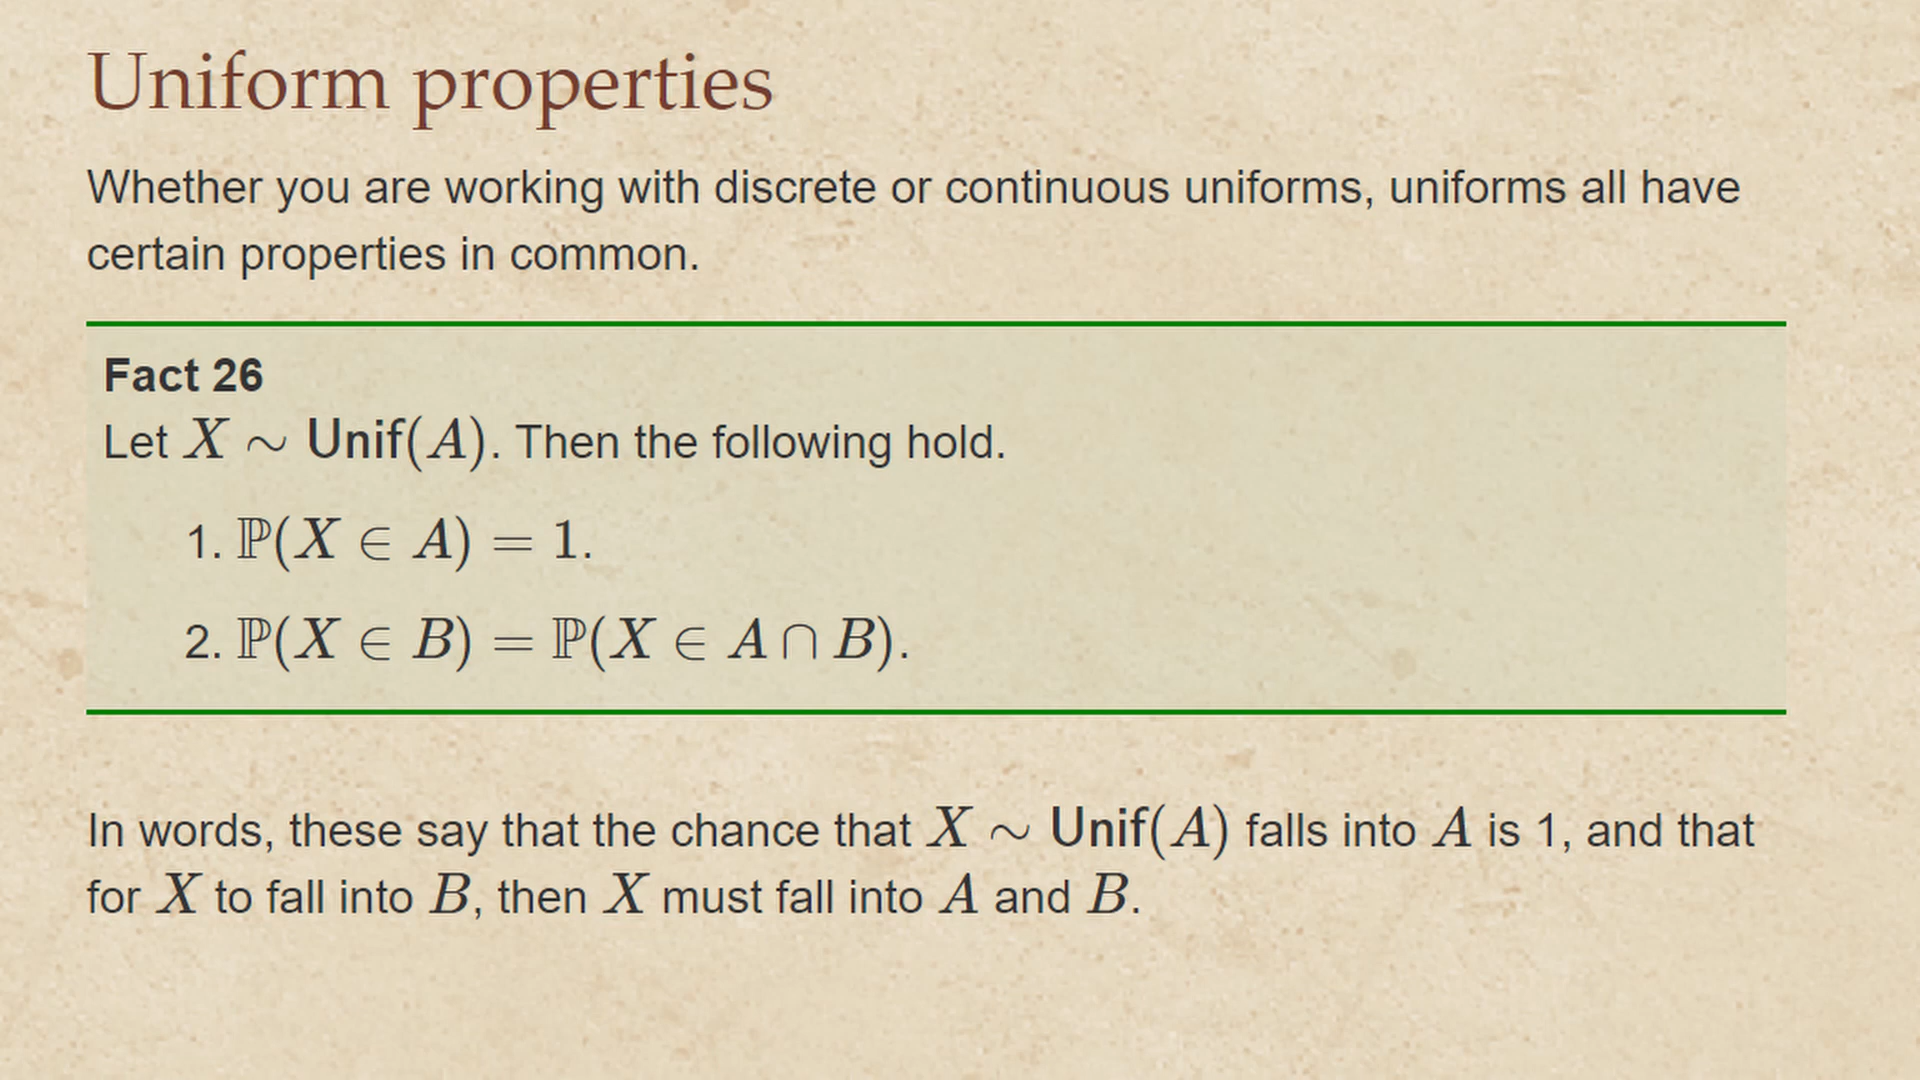 Uniform properties
Whether you are working with discrete or continuous uniforms, uniforms all have
certain properties in common.
Fact 26
Let X ∼ Unif(A). Then the following hold.
1. ℙ(X ∈ A) = 1.
2. ℙ(X ∈ B) = ℙ(X ∈ A ∩ B).
In words, these say that the chance that X ∼ Unif(A) falls into A is 1, and that
for X to fall into B, then X must fall into A and B.